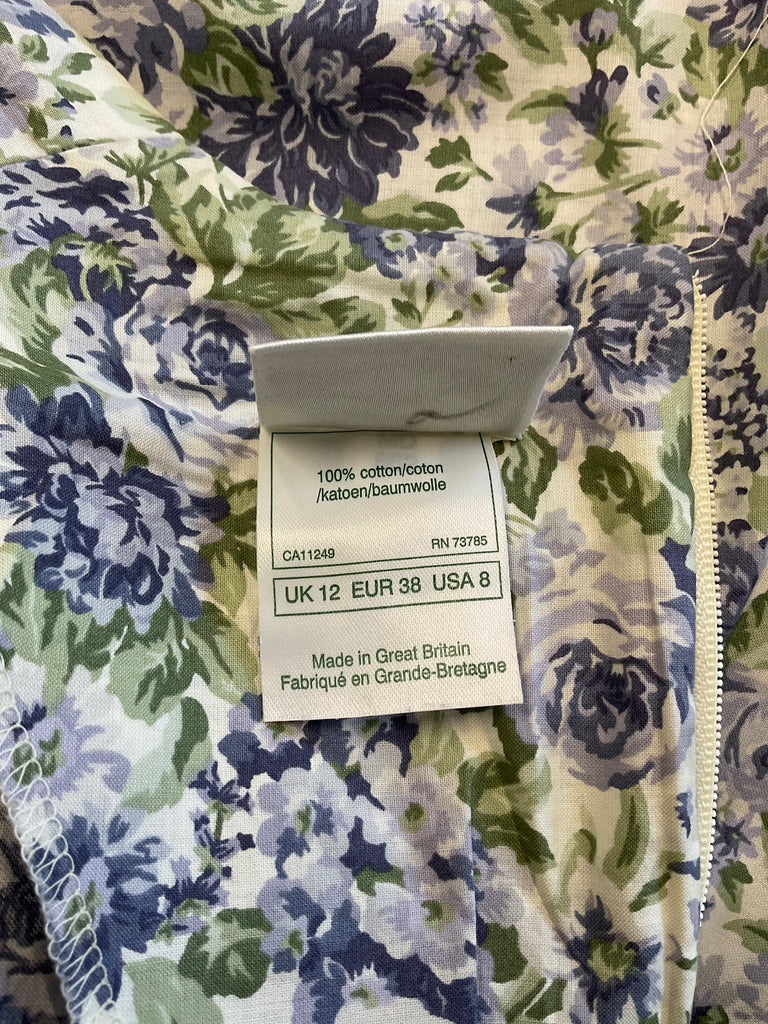 100% cotton/coton
/katoen/baumwolle
CA11249 RN 73785
UK 12 EUR 38 USA 8
Made in Great Britain
Fabriqué en Grande-Bretagne